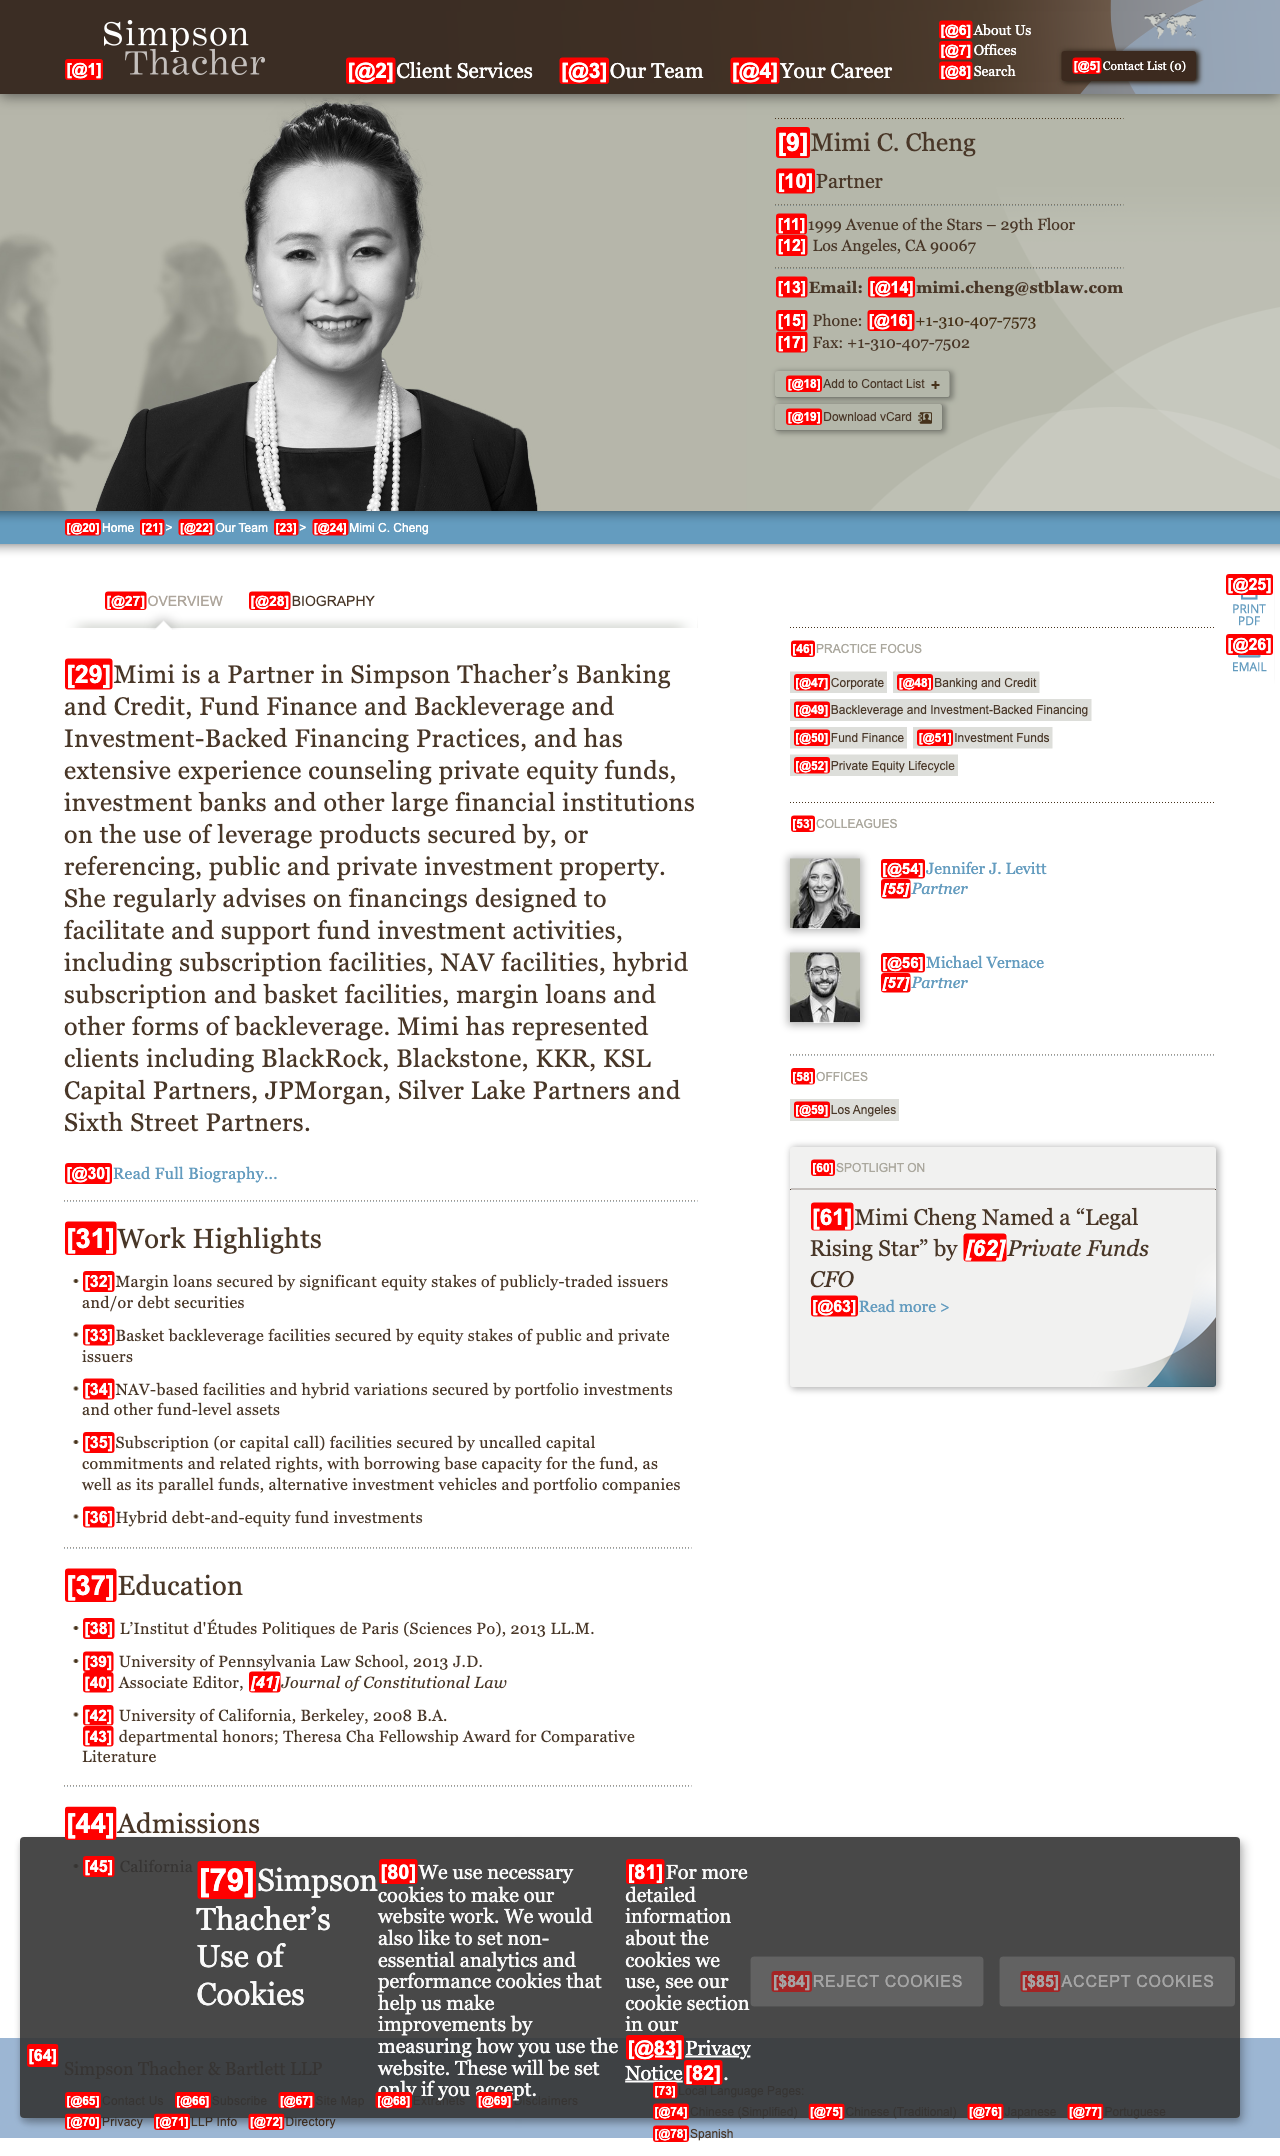 Simpson
Thacher
[@1]
[@2]Client Services
[@3]Our Team
[@4]Your Career
[@6]About Us
[@7]Offices
[@8]Search
[@5]Contact List (0)
[9]Mimi C. Cheng
[10]Partner
[11]1999 Avenue of the Stars – 29th Floor
[12] Los Angeles, CA 90067
[13]Email: [@14]mimi.cheng@stblaw.com
[15] Phone: [@16]+1-310-407-7573
[17] Fax: +1-310-407-7502
[@18]Add to Contact List +
[@19]Download vCard
[@20]Home [21]> [@22]Our Team [23]> [@24]Mimi C. Cheng
[@25]
PRINT
PDF
[@26]
EMAIL
[@27]OVERVIEW
[@28]BIOGRAPHY
[29]Mimi is a Partner in Simpson Thacher’s Banking
and Credit, Fund Finance and Backleverage and
Investment-Backed Financing Practices, and has
extensive experience counseling private equity funds,
investment banks and other large financial institutions
on the use of leverage products secured by, or
referencing, public and private investment property.
She regularly advises on financings designed to
facilitate and support fund investment activities,
including subscription facilities, NAV facilities, hybrid
subscription and basket facilities, margin loans and
other forms of backleverage. Mimi has represented
clients including BlackRock, Blackstone, KKR, KSL
Capital Partners, JPMorgan, Silver Lake Partners and
Sixth Street Partners.
[@30]Read Full Biography...
[31]Work Highlights
• [32]Margin loans secured by significant equity stakes of publicly-traded issuers
and/or debt securities
• [33]Basket backleverage facilities secured by equity stakes of public and private
issuers
• [34]NAV-based facilities and hybrid variations secured by portfolio investments
and other fund-level assets
• [35]Subscription (or capital call) facilities secured by uncalled capital
commitments and related rights, with borrowing base capacity for the fund, as
well as its parallel funds, alternative investment vehicles and portfolio companies
• [36]Hybrid debt-and-equity fund investments
[37]Education
• [38] L’Institut d'Études Politiques de Paris (Sciences Po), 2013 LL.M.
• [39] University of Pennsylvania Law School, 2013 J.D.
[40] Associate Editor, [41]Journal of Constitutional Law
• [42] University of California, Berkeley, 2008 B.A.
[43] departmental honors; Theresa Cha Fellowship Award for Comparative
Literature
[44]Admissions
• [45] California
[46]PRACTICE FOCUS
[@47]Corporate [@48]Banking and Credit
[@49]Backleverage and Investment-Backed Financing
[@50]Fund Finance [@51]Investment Funds
[@52]Private Equity Lifecycle
[53]COLLEAGUES
[@54]Jennifer J. Levitt
[55]Partner
[@56]Michael Vernace
[57]Partner
[58]OFFICES
[@59]Los Angeles
[60]SPOTLIGHT ON
[61]Mimi Cheng Named a “Legal
Rising Star” by [62]Private Funds
CFO
[@63]Read more >
[79]Simpson
Thacher’s
Use of
Cookies
[80]We use necessary
cookies to make our
website work. We would
also like to set non-
essential analytics and
performance cookies that
help us make
improvements by
measuring how you use the
website. These will be set
only if you accept.
[81]For more
detailed
information
about the
cookies we
use, see our
cookie section
in our
[@83]Privacy
Notice[82].
[$84]REJECT COOKIES
[$85]ACCEPT COOKIES
[64]
Simpson Thacher & Bartlett LLP
[@65]Contact Us [@66]Subscribe [@67]Site Map [@68] [@69]Disclaimers
[@70]Privacy [@71]LLP Info [@72]Directory
[73]Local Language Pages:
[@74]Chinese (Simplified) [@75]Chinese (Traditional) [@76]Japanese [@77]Portuguese
[@78]Spanish